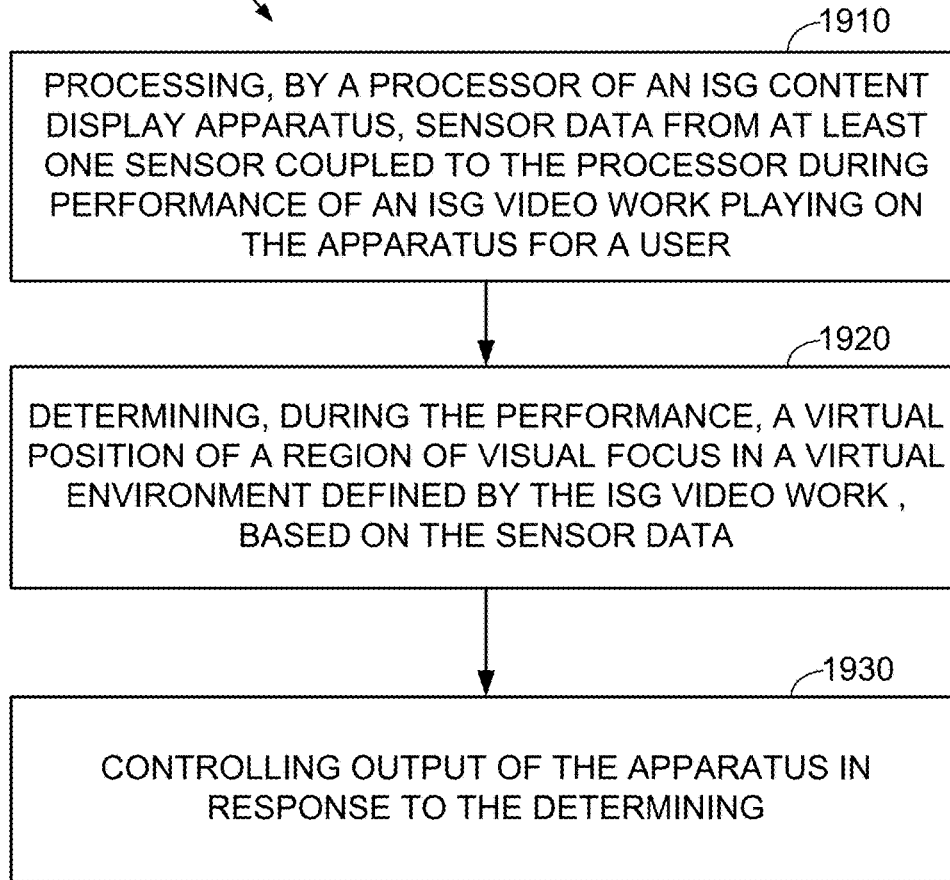 1910
PROCESSING, BY A PROCESSOR OF AN ISG CONTENT
DISPLAY APPARATUS, SENSOR DATA FROM AT LEAST
ONE SENSOR COUPLED TO THE PROCESSOR DURING
PERFORMANCE OF AN ISG VIDEO WORK PLAYING ON
THE APPARATUS FOR A USER
1920
DETERMINING, DURING THE PERFORMANCE, A VIRTUAL
POSITION OF A REGION OF VISUAL FOCUS IN A VIRTUAL
ENVIRONMENT DEFINED BY THE ISG VIDEO WORK ,
BASED ON THE SENSOR DATA
1930
CONTROLLING OUTPUT OF THE APPARATUS IN
RESPONSE TO THE DETERMINING